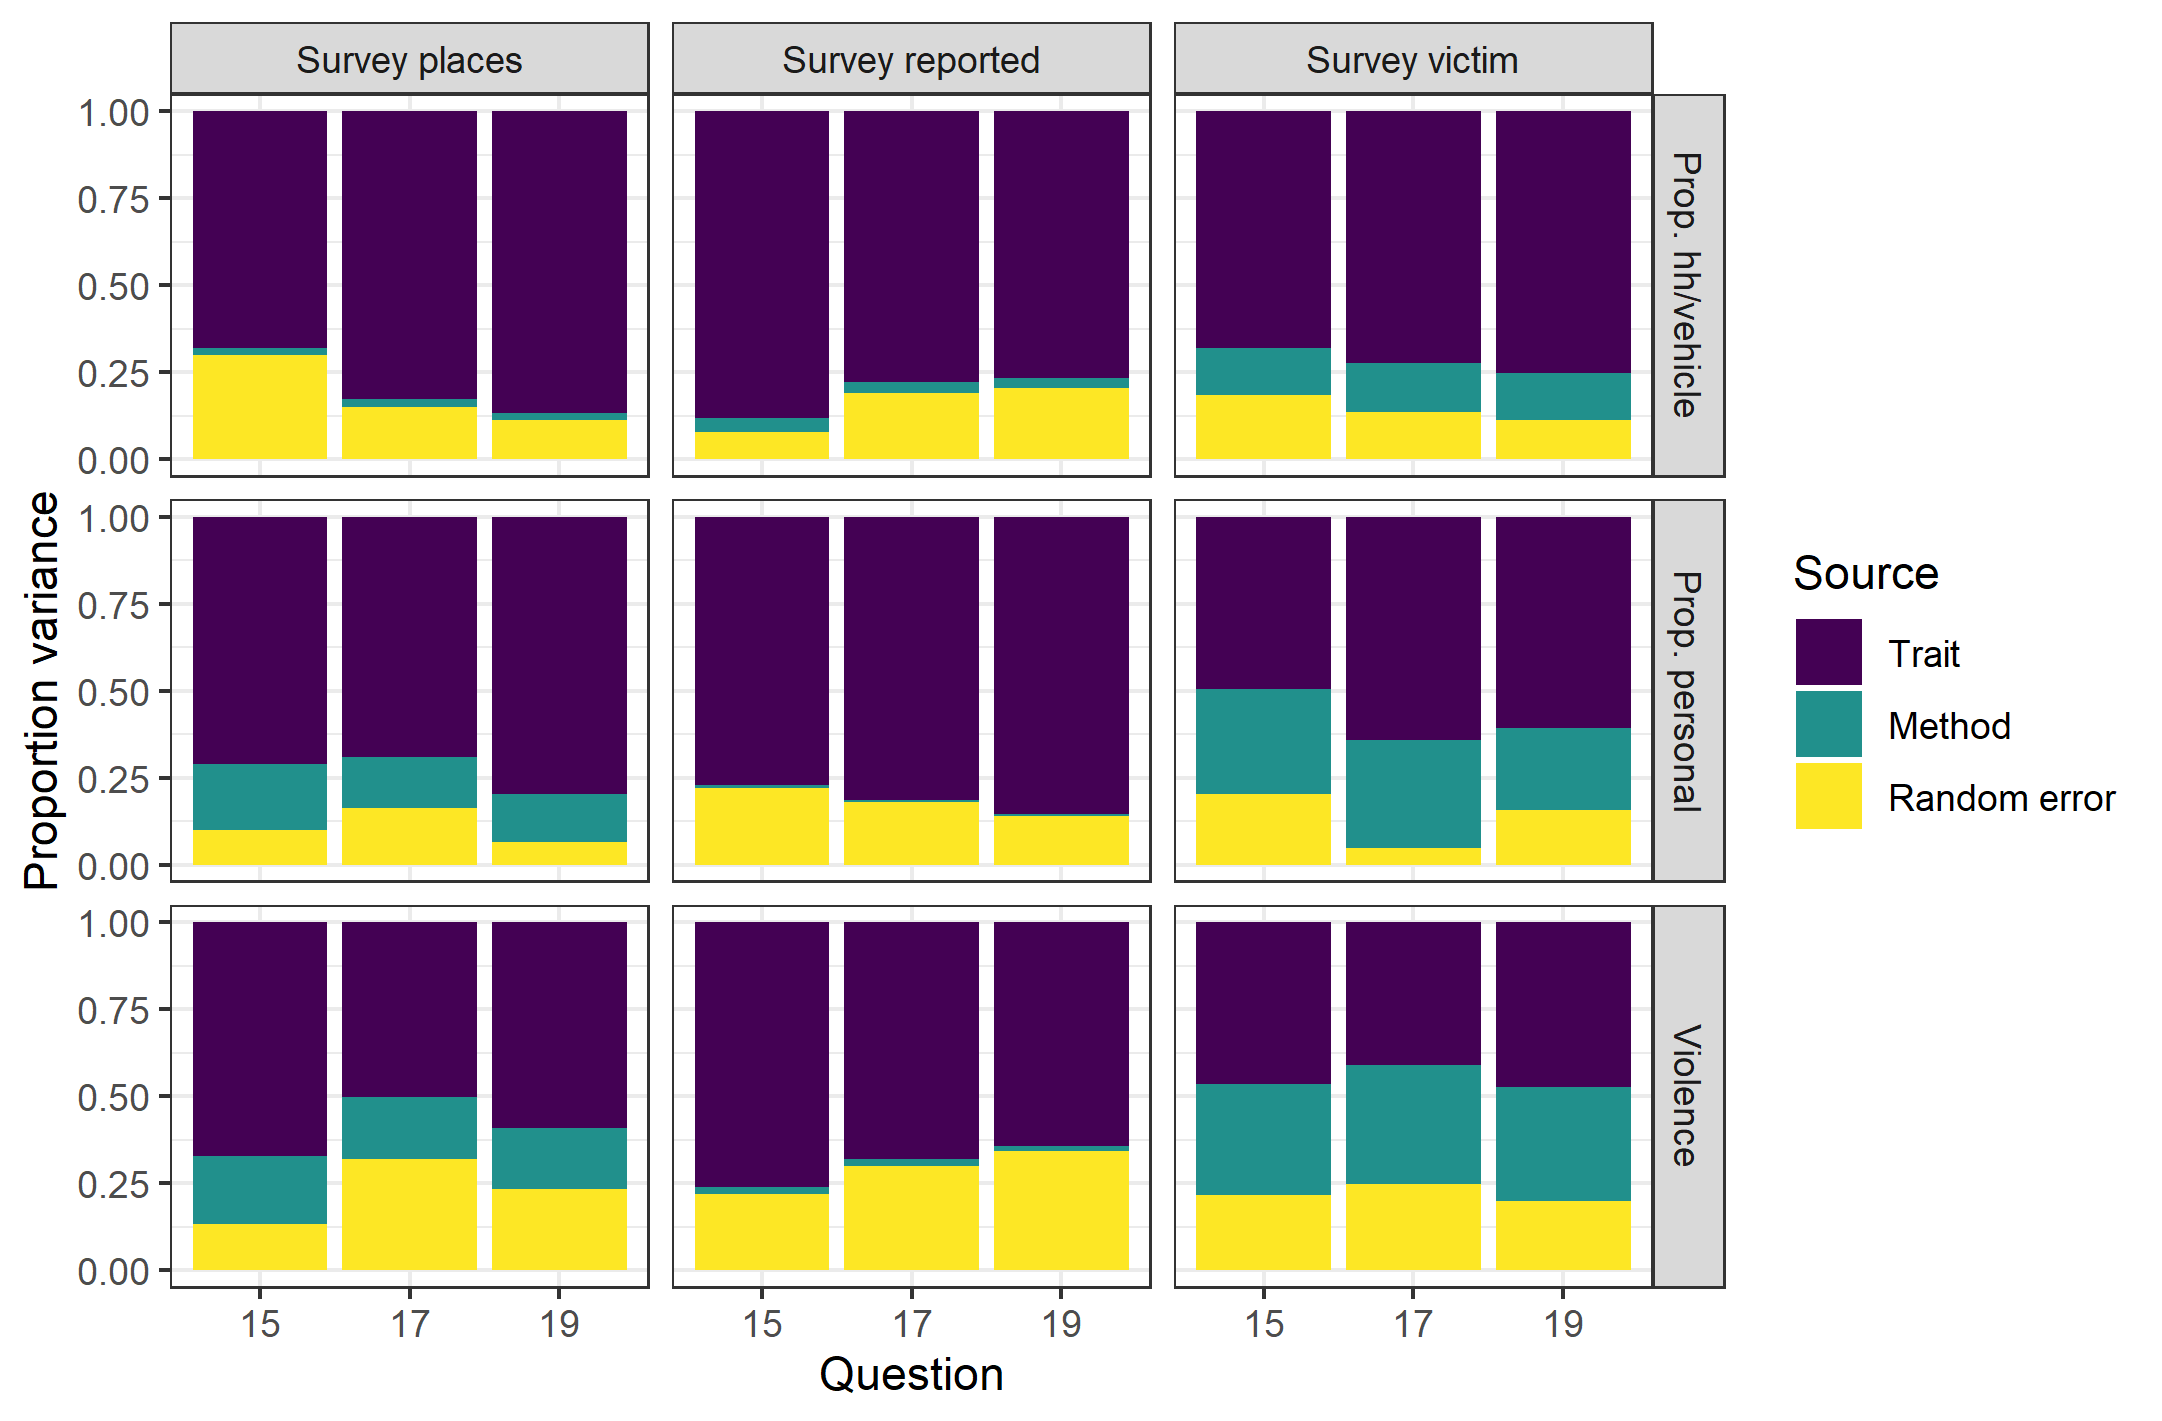 Survey places
Survey reported
Survey victim
1.00
0.75
0.50
0.25
0.00
Prop. hh/vehicle
1.00
0.75
0.50
0.25
0.00
Prop. personal
1.00
0.75
0.50
0.25
0.00
Violence
Proportion variance
15 17 19
15 17 19
15 17 19
Question
Source
Trait
Method
Random error